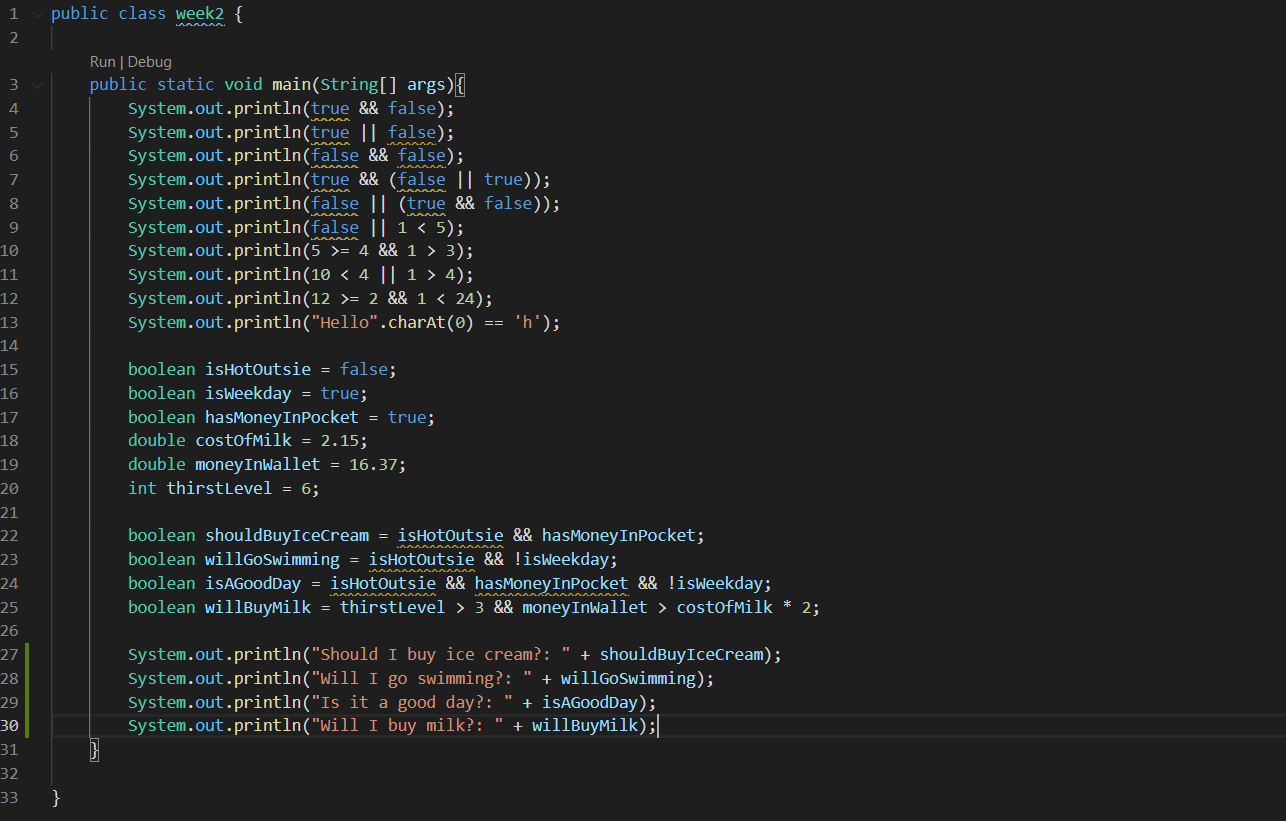 1 public class week2 {
2
Run | Debug
3 public static void main(String[] args){
4 System.out.println(true && false);
5 System.out.println(true || false);
6 System.out.println(false && false);
7 System.out.println(true && (false || true));
8 System.out.println(false || (true && false));
9 System.out.println(false || 1 < 5);
10 System.out.println(5 >= 4 && 1 > 3);
11 System.out.println(10 < 4 || 1 > 4);
12 System.out.println(12 >= 2 && 1 < 24);
13 System.out.println("Hello".charAt(0) == 'h');
14
15 boolean isHotOutsie = false;
16 boolean isWeekday = true;
17 boolean hasMoneyInPocket = true;
18 double costOfMilk = 2.15;
19 double moneyInWallet = 16.37;
20 int thirstLevel = 6;
21
22 boolean shouldBuyIceCream = isHotOutsie && hasMoneyInPocket;
23 boolean willGoSwimming = isHotOutsie && !isWeekday;
24 boolean isAGoodDay = isHotOutsie && hasMoneyInPocket && !isWeekday;
25 boolean willBuyMilk = thirstLevel > 3 && moneyInWallet > costOfMilk * 2;
26
27 System.out.println("Should I buy ice cream?: " + shouldBuyIceCream);
28 System.out.println("Will I go swimming?: " + willGoSwimming);
29 System.out.println("Is it a good day?: " + isAGoodDay);
30 System.out.println("Will I buy milk?: " + willBuyMilk);
31 }
32
33 }